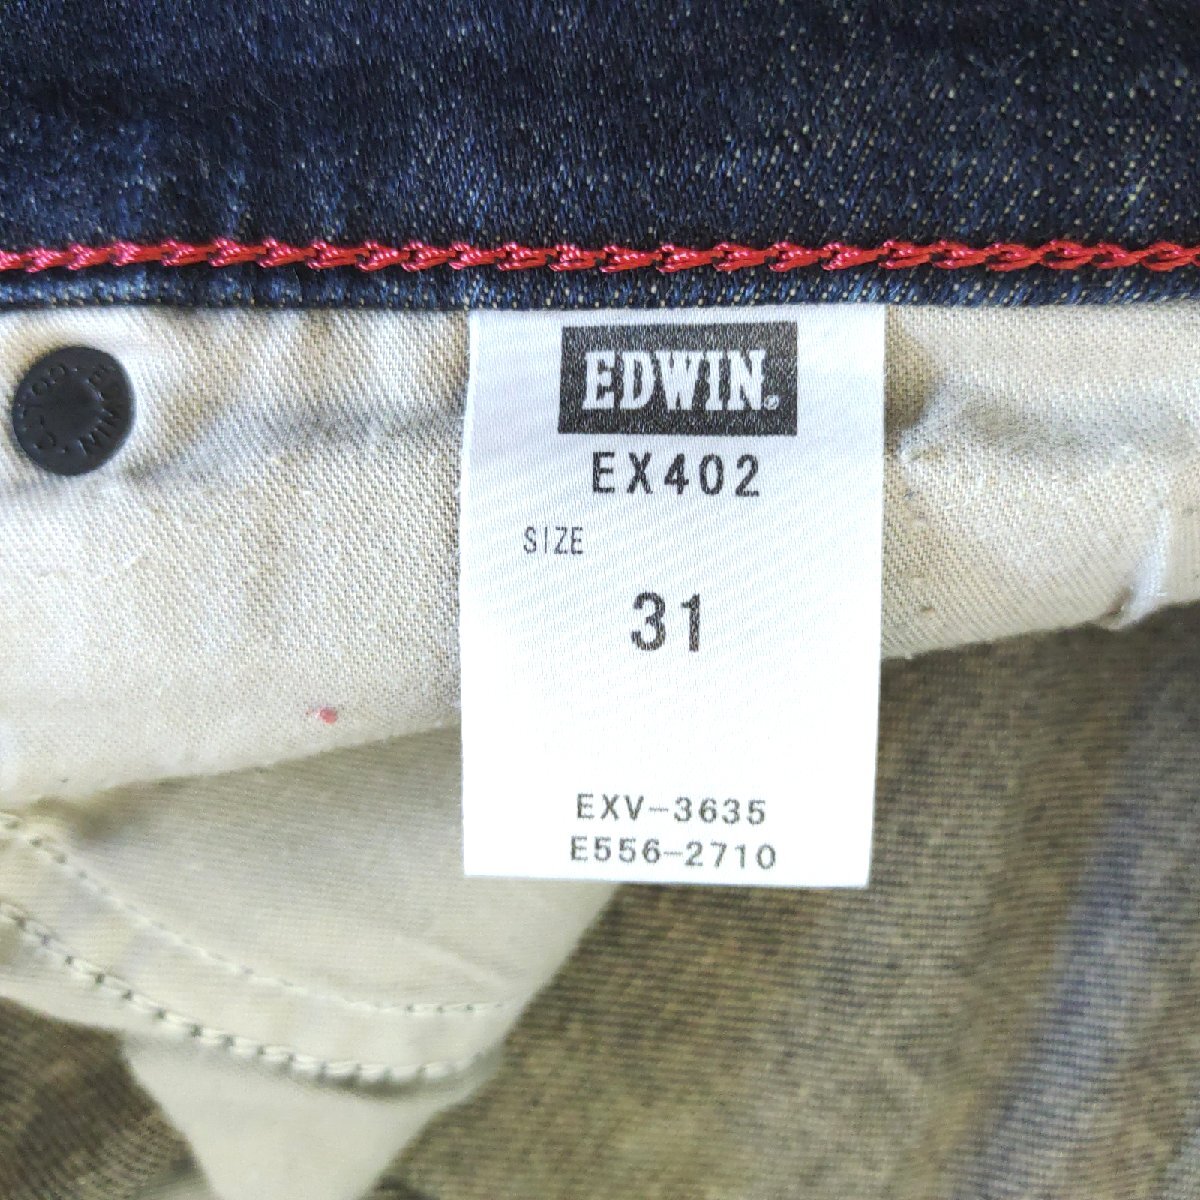 EDWIN.
EX402
SIZE
31
EXV-3635
E556-2710